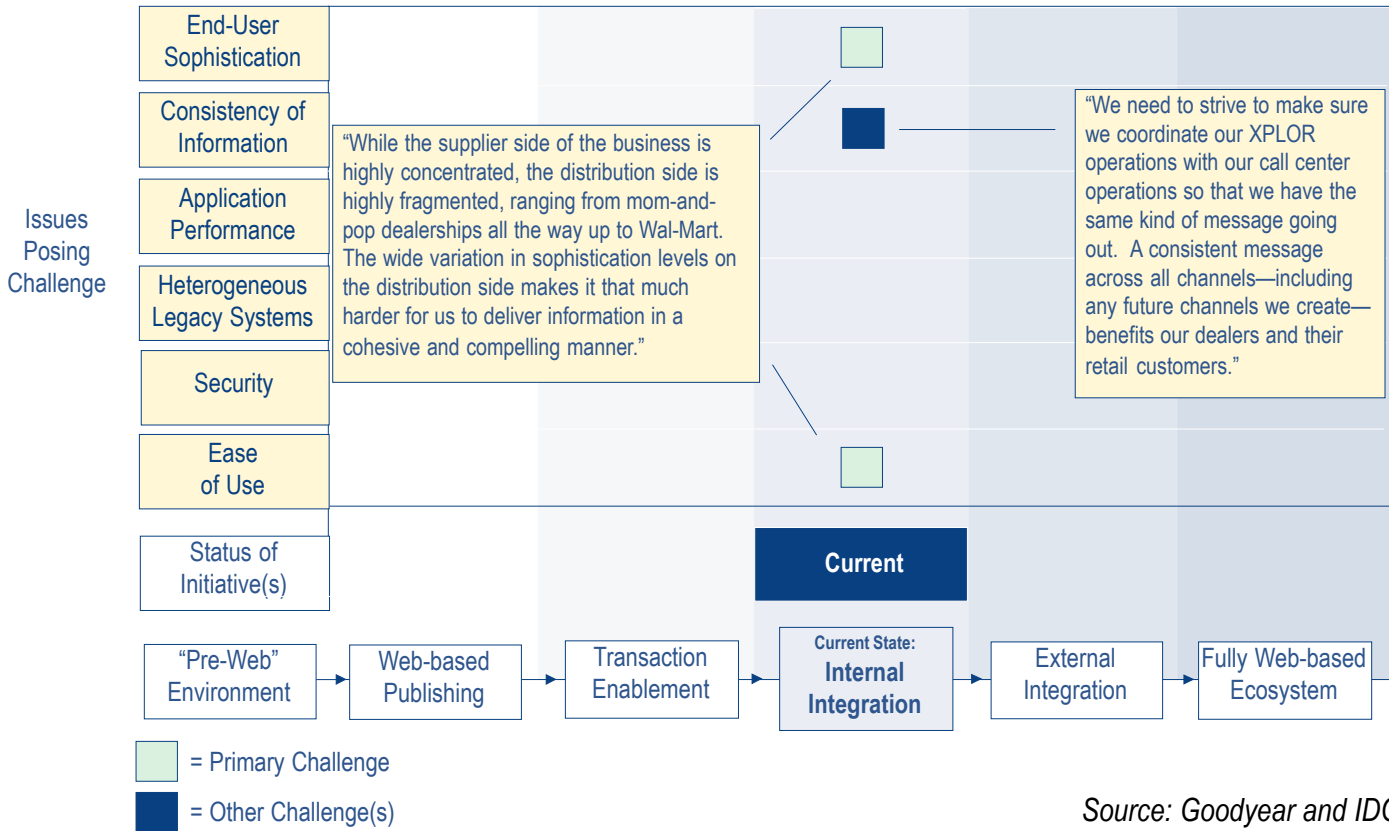 End-User
Sophistication
Consistency of
Information
Application
Performance
Heterogeneous
Legacy Systems
Security
Ease
of Use
Issues
Posing
Challenge
“While the supplier side of the business is
highly concentrated, the distribution side is
highly fragmented, ranging from mom-and-
pop dealerships all the way up to Wal-Mart.
The wide variation in sophistication levels on
the distribution side makes it that much
harder for us to deliver information in a
cohesive and compelling manner.”
“We need to strive to make sure
we coordinate our XPLOR
operations with our call center
operations so that we have the
same kind of message going
out.  A consistent message
across all channels—including
any future channels we create—
benefits our dealers and their
retail customers.”
Status of
Initiative(s)
Current
“Pre-Web”
Environment
Web-based
Publishing
Transaction
Enablement
Current State:
Internal
Integration
External
Integration
Fully Web-based
Ecosystem
= Primary Challenge
= Other Challenge(s)
Source: Goodyear and IDC